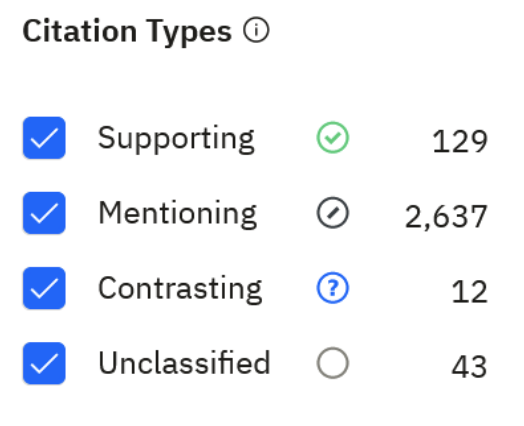 Citation Types
Supporting 129
Mentioning 2,637
Contrasting 12
Unclassified 43